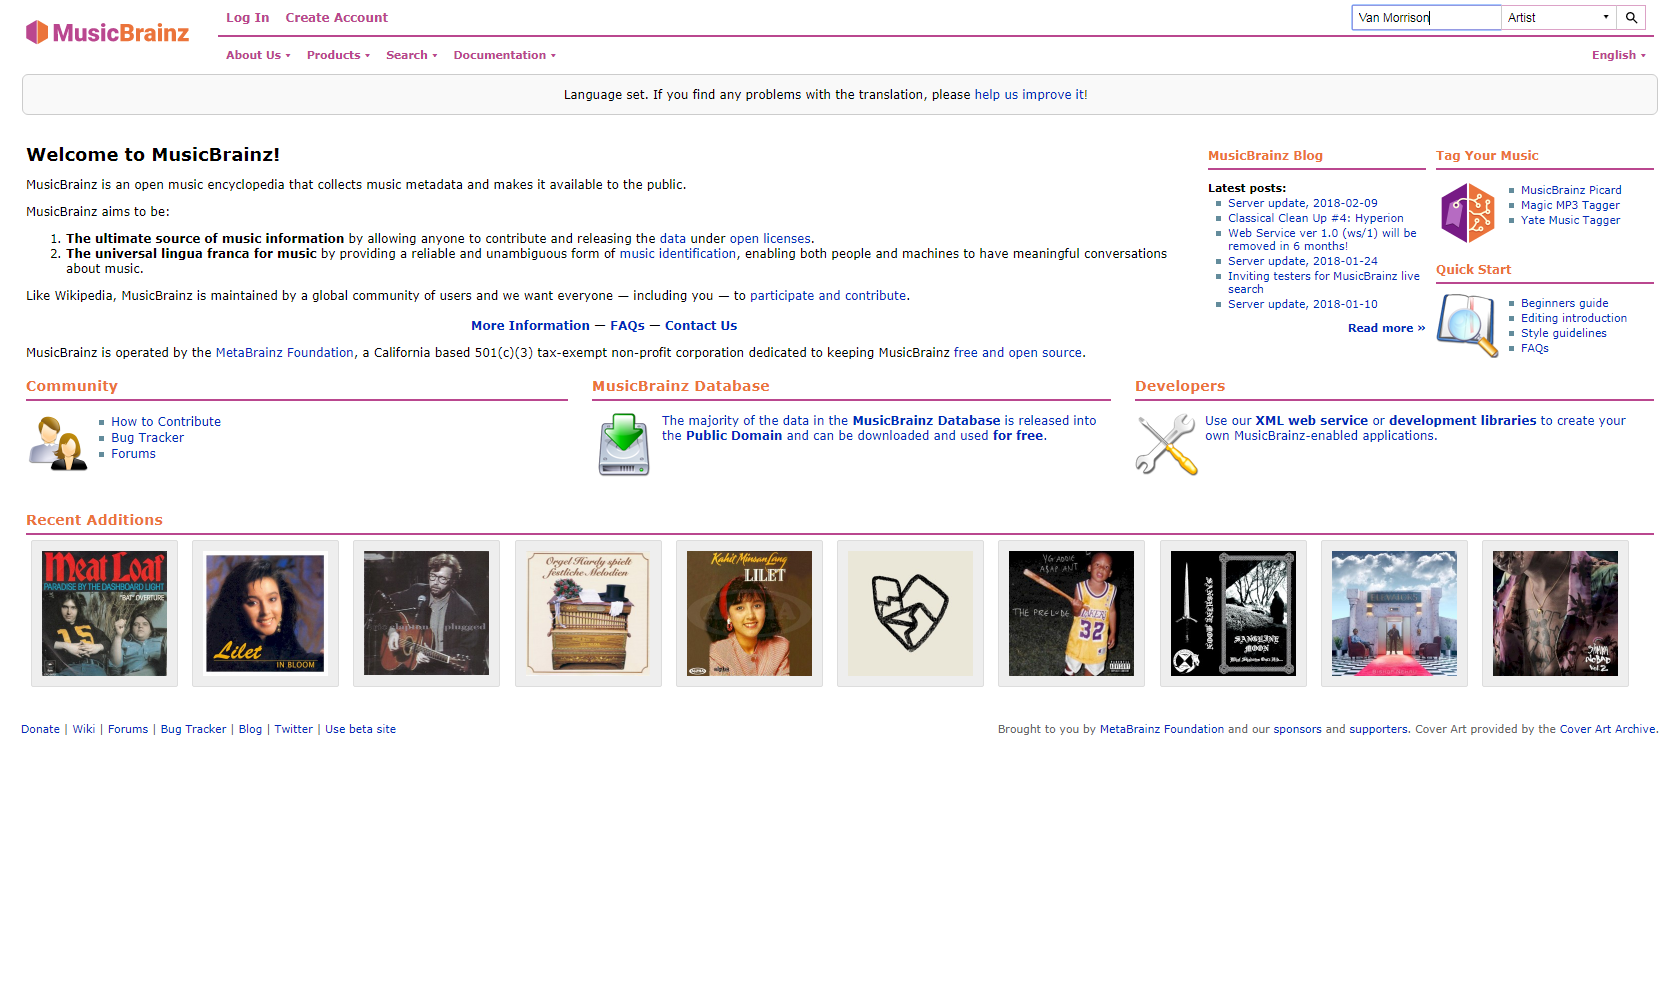 MusicBrainz
Log In Create Account
Van Morrison Artist
About Us Products Search Documentation
English
Language set. If you find any problems with the translation, please help us improve it!
Welcome to MusicBrainz!
MusicBrainz is an open music encyclopedia that collects music metadata and makes it available to the public.
MusicBrainz aims to be:
1. The ultimate source of music information by allowing anyone to contribute and releasing the data under open licenses.
2. The universal lingua franca for music by providing a reliable and unambiguous form of music identification, enabling both people and machines to have meaningful conversations
about music.
Like Wikipedia, MusicBrainz is maintained by a global community of users and we want everyone — including you — to participate and contribute.
More Information — FAQs — Contact Us
MusicBrainz is operated by the MetaBrainz Foundation, a California based 501(c)(3) tax-exempt non-profit corporation dedicated to keeping MusicBrainz free and open source.
MusicBrainz Blog
Latest posts:
Server update, 2018-02-09
Classical Clean Up #4: Hyperion
Web Service ver 1.0 (ws/1) will be
removed in 6 months!
Server update, 2018-01-24
Inviting testers for MusicBrainz live
search
Server update, 2018-01-10
Read more »
Tag Your Music
MusicBrainz Picard
Magic MP3 Tagger
Yate Music Tagger
Quick Start
Beginners guide
Editing introduction
Style guidelines
FAQs
Community
How to Contribute
Bug Tracker
Forums
MusicBrainz Database
The majority of the data in the MusicBrainz Database is released into
the Public Domain and can be downloaded and used for free.
Developers
Use our XML web service or development libraries to create your
own MusicBrainz-enabled applications.
Recent Additions
Meat Loaf
PARADISE BY THE DASHBOARD LIGHT
"BAT" OVERTURE
Lilet
IN BLOOM
clapton unplugged
Orgel Hardy spielt
festliche Melodien
Kahit Minsan Lang
LILET
alpha
YG ADDIE
A$AP ANT
THE PRELUDE
LAKERS
32
SANGUINE
MOON
ELEVATORS
NO BAD
Vol 2
Donate | Wiki | Forums | Bug Tracker | Blog | Twitter | Use beta site
Brought to you by MetaBrainz Foundation and our sponsors and supporters. Cover Art provided by the Cover Art Archive.